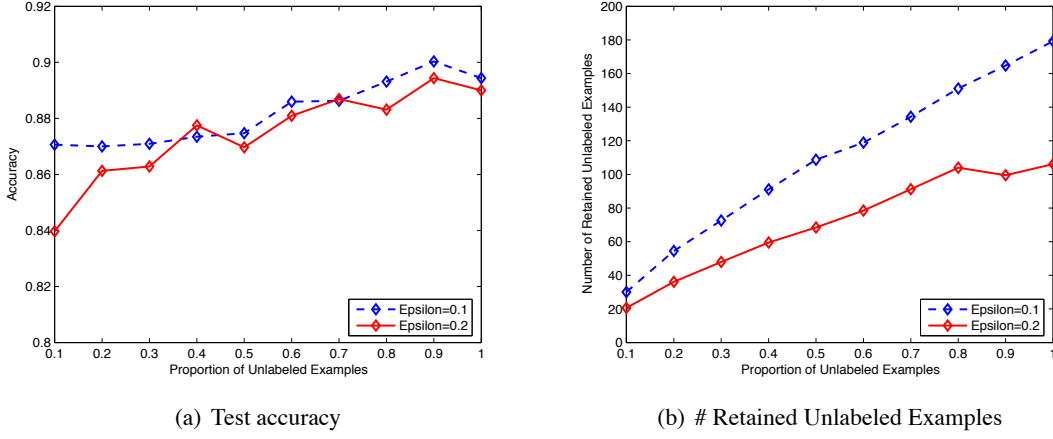 0.92
0.9
0.88
0.86
0.84
0.82
0.8
Accuracy
0.1 0.2 0.3 0.4 0.5 0.6 0.7 0.8 0.9 1
Proportion of Unlabeled Examples
Epsilon=0.1
Epsilon=0.2
(a) Test accuracy
200
180
160
140
120
100
80
60
40
20
0
Number of Retained Unlabeled Examples
0.1 0.2 0.3 0.4 0.5 0.6 0.7 0.8 0.9 1
Proportion of Unlabeled Examples
Epsilon=0.1
Epsilon=0.2
(b) # Retained Unlabeled Examples